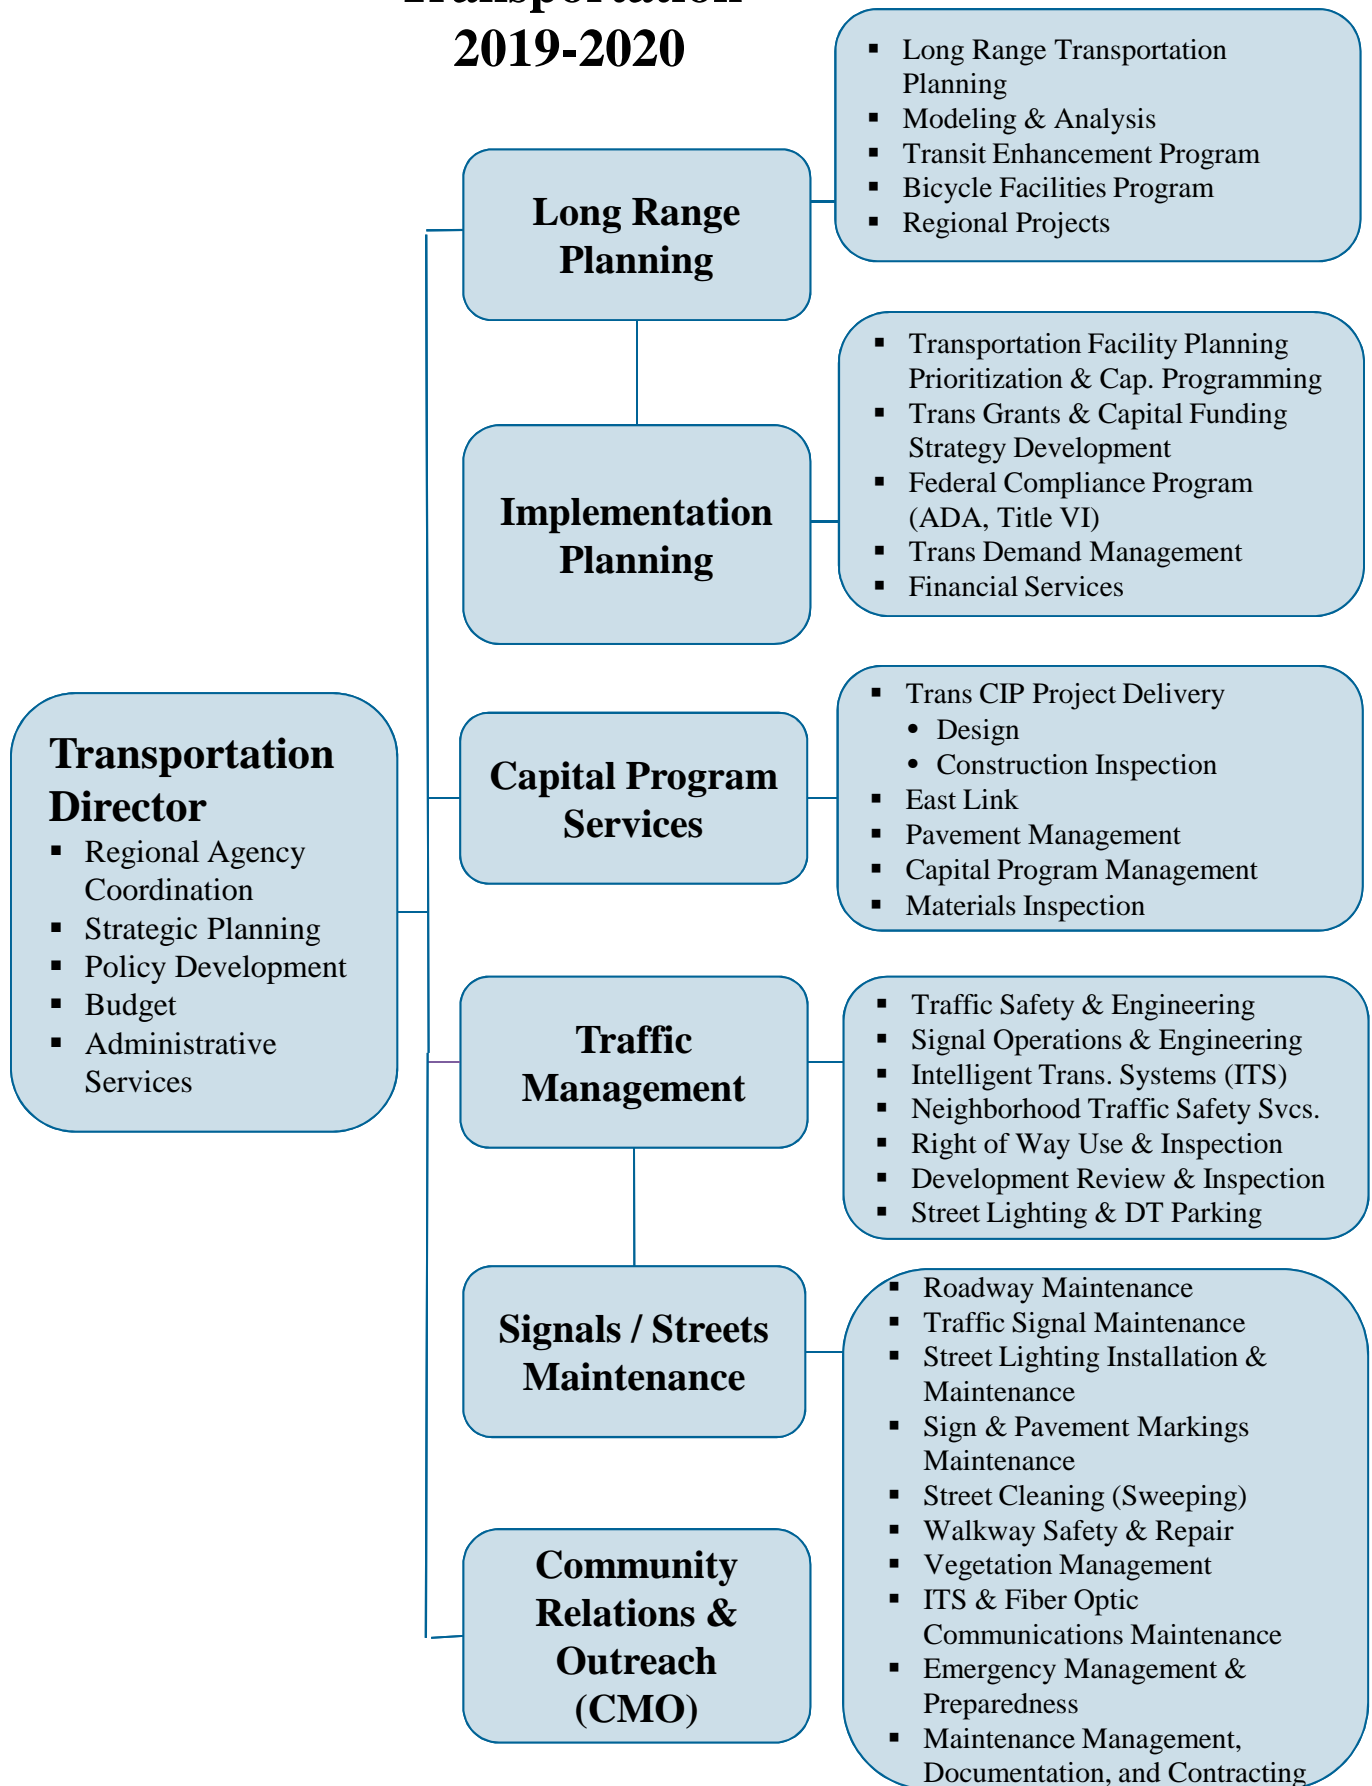 Transportation
2019-2020
▪ Long Range Transportation
Planning
▪ Modeling & Analysis
▪ Transit Enhancement Program
▪ Bicycle Facilities Program
▪ Regional Projects
Long Range
Planning
▪ Transportation Facility Planning
Prioritization & Cap. Programming
▪ Trans Grants & Capital Funding
Strategy Development
▪ Federal Compliance Program
(ADA, Title VI)
▪ Trans Demand Management
▪ Financial Services
Implementation
Planning
Transportation
Director
▪ Regional Agency
Coordination
▪ Strategic Planning
▪ Policy Development
▪ Budget
▪ Administrative
Services
Capital Program
Services
▪ Trans CIP Project Delivery
• Design
• Construction Inspection
▪ East Link
▪ Pavement Management
▪ Capital Program Management
▪ Materials Inspection
Traffic
Management
▪ Traffic Safety & Engineering
▪ Signal Operations & Engineering
▪ Intelligent Trans. Systems (ITS)
▪ Neighborhood Traffic Safety Svcs.
▪ Right of Way Use & Inspection
▪ Development Review & Inspection
▪ Street Lighting & DT Parking
Signals / Streets
Maintenance
▪ Roadway Maintenance
▪ Traffic Signal Maintenance
▪ Street Lighting Installation &
Maintenance
▪ Sign & Pavement Markings
Maintenance
▪ Street Cleaning (Sweeping)
▪ Walkway Safety & Repair
▪ Vegetation Management
▪ ITS & Fiber Optic
Communications Maintenance
▪ Emergency Management &
Preparedness
▪ Maintenance Management,
Documentation, and Contracting
Community
Relations &
Outreach
(CMO)